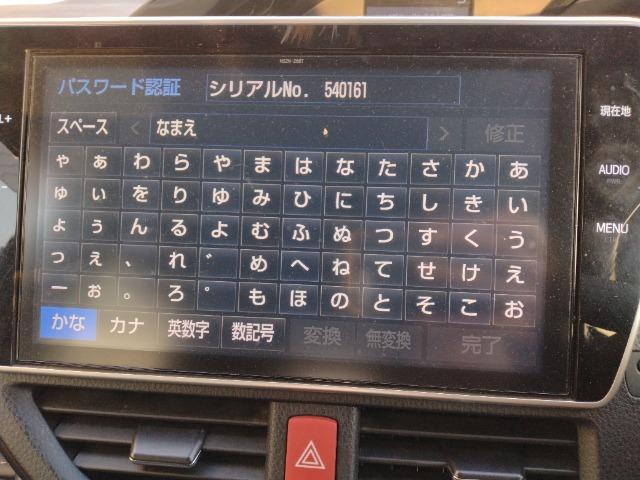 NSZN-Z68T
パスワード認証 シリアルNo. 540161
現在地
L+
スペース < なまえ > 修正
ゃ ぁ わ ら や ま は な た さ か あ
AUDIO
PWR
ゅ ぃ を り ゆ み ひ に ち し き い
ょ ぅ ん る よ む ふ ぬ つ す く う
MENU
っ ぇ 、 れ ゛ め へ ね て せ け え
ー ぉ 。 ろ ゜ も ほ の と そ こ お
かな カナ 英数字 数記号 変換 無変換 完了